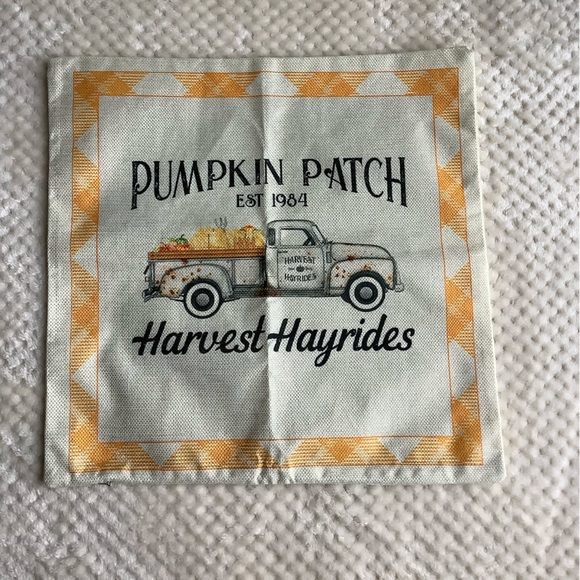 PUMPKIN PATCH
EST 1984
HARVEST
HAYRIDES
Harvest Hayrides